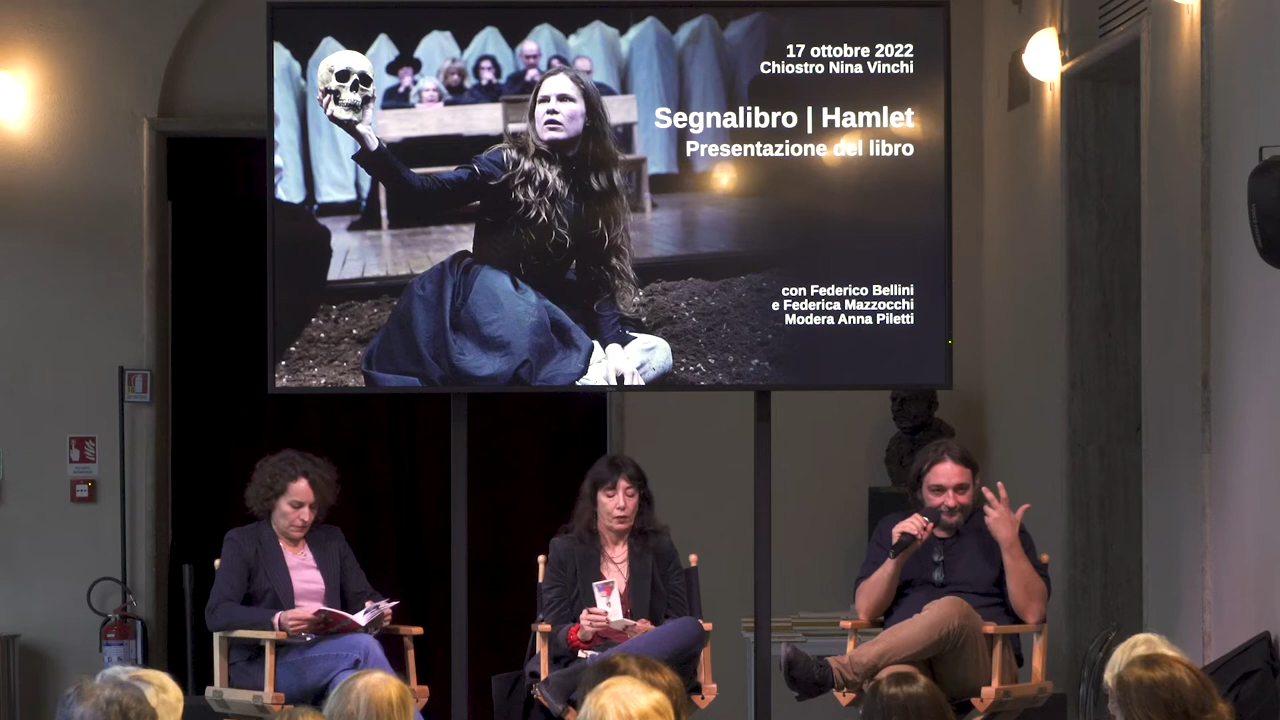 17 ottobre 2022
Chiostro Nina Vinchi
Segnalibro | Hamlet
Presentazione del libro
con Federico Bellini
e Federica Mazzocchi
Modera Anna Piletti